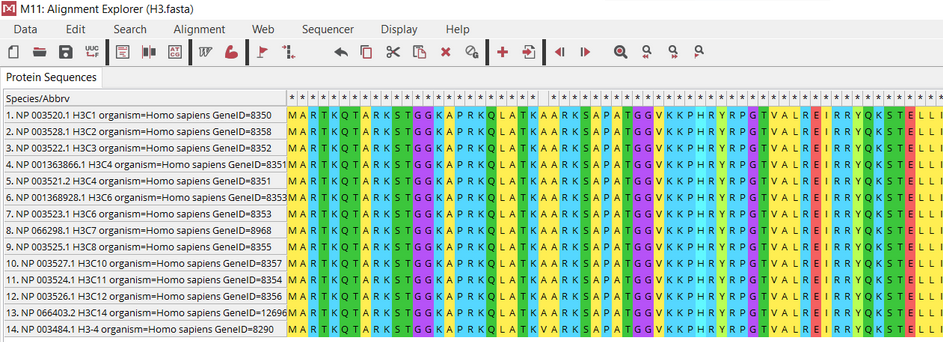 M11: Alignment Explorer (H3.fasta)
Data Edit Search Alignment Web Sequencer Display Help
UUC F ATCG W
Protein Sequences
Species/Abbrv * * * * * * * * * * * * * * * * * * * * * * * *   * * * * * * * * * * * * * * * * * * * * * * * * * * * * * * * * * * * * * *
1. NP 003520.1 H3C1 organism=Homo sapiens GeneID=8350 M A R T K Q T A R K S T G G K A P R K Q L A T K A A R K S A P A T G G V K K P H R Y R P G T V A L R E I R R Y Q K S T E L L I
2. NP 003528.1 H3C2 organism=Homo sapiens GeneID=8358 M A R T K Q T A R K S T G G K A P R K Q L A T K A A R K S A P A T G G V K K P H R Y R P G T V A L R E I R R Y Q K S T E L L I
3. NP 003522.1 H3C3 organism=Homo sapiens GeneID=8352 M A R T K Q T A R K S T G G K A P R K Q L A T K A A R K S A P A T G G V K K P H R Y R P G T V A L R E I R R Y Q K S T E L L I
4. NP 001363866.1 H3C4 organism=Homo sapiens GeneID=8351 M A R T K Q T A R K S T G G K A P R K Q L A T K A A R K S A P A T G G V K K P H R Y R P G T V A L R E I R R Y Q K S T E L L I
5. NP 003521.2 H3C4 organism=Homo sapiens GeneID=8351 M A R T K Q T A R K S T G G K A P R K Q L A T K A A R K S A P A T G G V K K P H R Y R P G T V A L R E I R R Y Q K S T E L L I
6. NP 001368928.1 H3C6 organism=Homo sapiens GeneID=8353 M A R T K Q T A R K S T G G K A P R K Q L A T K A A R K S A P A T G G V K K P H R Y R P G T V A L R E I R R Y Q K S T E L L I
7. NP 003523.1 H3C6 organism=Homo sapiens GeneID=8353 M A R T K Q T A R K S T G G K A P R K Q L A T K A A R K S A P A T G G V K K P H R Y R P G T V A L R E I R R Y Q K S T E L L I
8. NP 066298.1 H3C7 organism=Homo sapiens GeneID=8968 M A R T K Q T A R K S T G G K A P R K Q L A T K A A R K S A P A T G G V K K P H R Y R P G T V A L R E I R R Y Q K S T E L L I
9. NP 003525.1 H3C8 organism=Homo sapiens GeneID=8355 M A R T K Q T A R K S T G G K A P R K Q L A T K A A R K S A P A T G G V K K P H R Y R P G T V A L R E I R R Y Q K S T E L L I
10. NP 003527.1 H3C10 organism=Homo sapiens GeneID=8357 M A R T K Q T A R K S T G G K A P R K Q L A T K A A R K S A P A T G G V K K P H R Y R P G T V A L R E I R R Y Q K S T E L L I
11. NP 003524.1 H3C11 organism=Homo sapiens GeneID=8354 M A R T K Q T A R K S T G G K A P R K Q L A T K A A R K S A P A T G G V K K P H R Y R P G T V A L R E I R R Y Q K S T E L L I
12. NP 003526.1 H3C12 organism=Homo sapiens GeneID=8356 M A R T K Q T A R K S T G G K A P R K Q L A T K A A R K S A P A T G G V K K P H R Y R P G T V A L R E I R R Y Q K S T E L L I
13. NP 066403.2 H3C14 organism=Homo sapiens GeneID=12696 M A R T K Q T A R K S T G G K A P R K Q L A T K A A R K S A P A T G G V K K P H R Y R P G T V A L R E I R R Y Q K S T E L L I
14. NP 003484.1 H3-4 organism=Homo sapiens GeneID=8290 M A R T K Q T A R K S T G G K A P R K Q L A T K V A R K S A P A T G G V K K P H R Y R P G T V A L R E I R R Y Q K S T E L L I